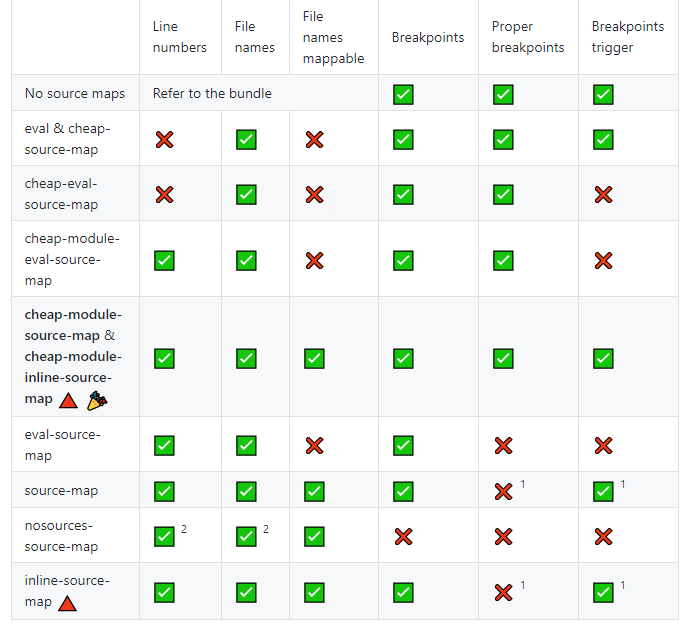 Line
numbers
File
names
File
names
mappable
Breakpoints
Proper
breakpoints
Breakpoints
trigger
No source maps
Refer to the bundle
eval & cheap-
source-map
cheap-eval-
source-map
cheap-module-
eval-source-
map
cheap-module-
source-map &
cheap-module-
inline-source-
map
eval-source-
map
source-map
1
1
nosources-
source-map
2
2
inline-source-
map
1
1